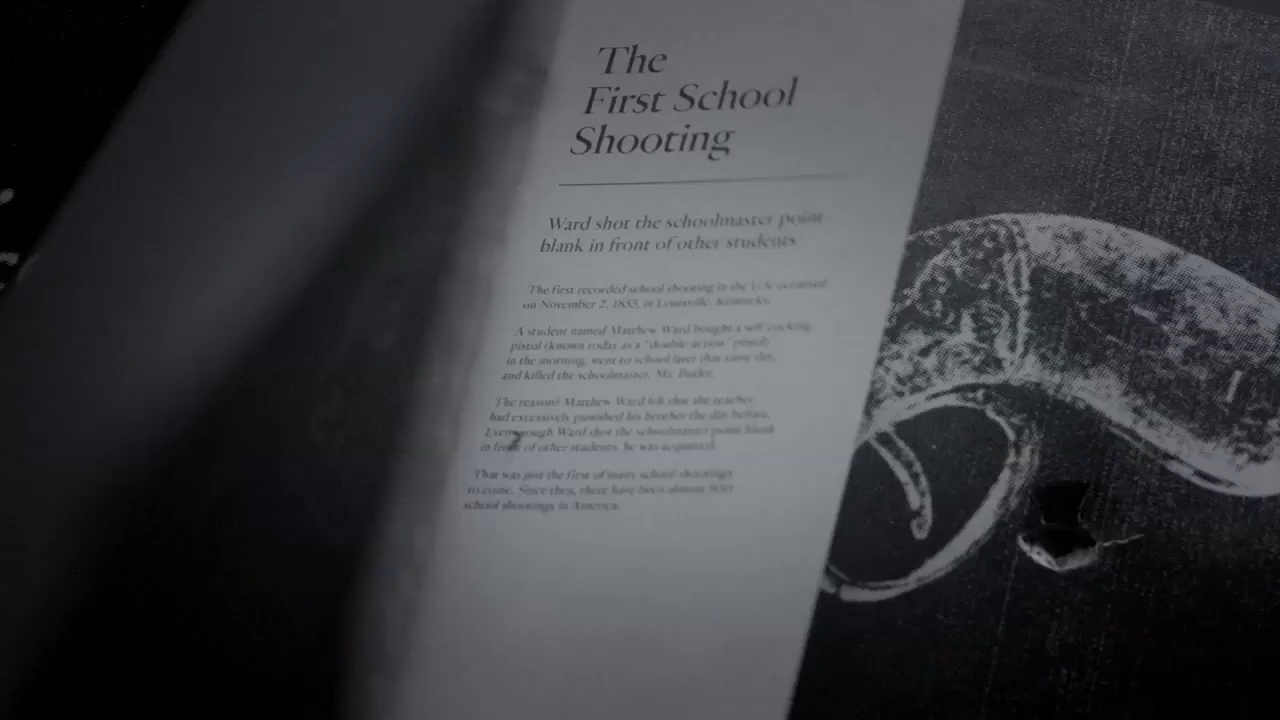 The
First School
Shooting
Ward shot the schoolmaster point
blank in front of other students
The first recorded school shooting in the U.S. occurred
on November 2, 1853, in Louisville, Kentucky.
A student named Matthew Ward bought a self-cocking
pistol (known today as a "double-action" pistol)
in the morning, went to school later that same day,
and killed the schoolmaster, Mr. Butler.
The reason? Matthew Ward felt that the teacher
had excessively punished his brother the day before.
Even though Ward shot the schoolmaster point blank
in front of other students, he was acquitted.
That was just the first of many school shootings
to come. Since then, there have been almost 500
school shootings in America.